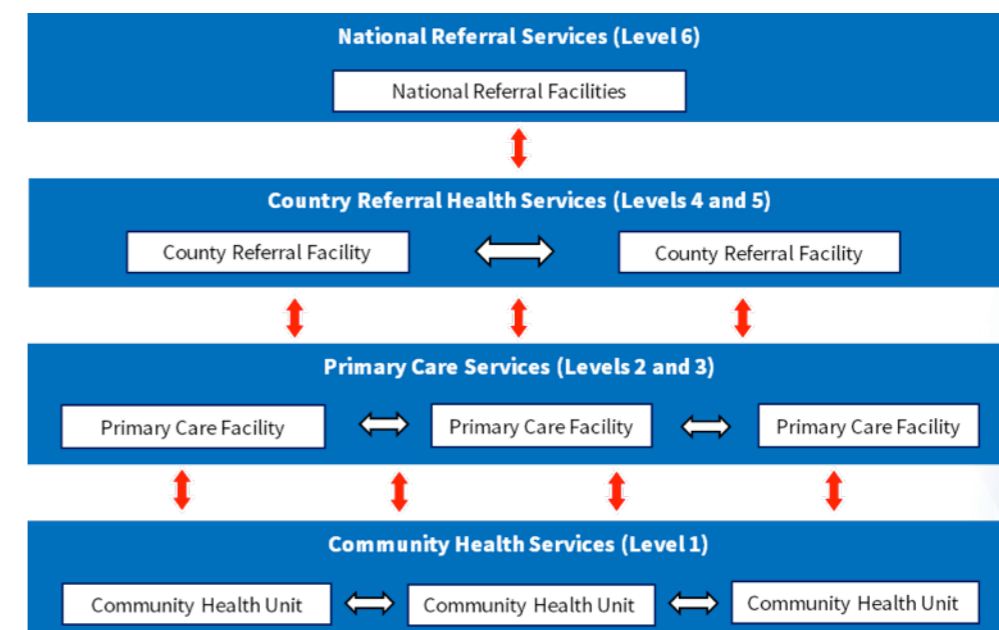 National Referral Services (Level 6)
National Referral Facilities
Country Referral Health Services (Levels 4 and 5)
County Referral Facility
County Referral Facility
Primary Care Services (Levels 2 and 3)
Primary Care Facility
Primary Care Facility
Primary Care Facility
Community Health Services (Level 1)
Community Health Unit
Community Health Unit
Community Health Unit